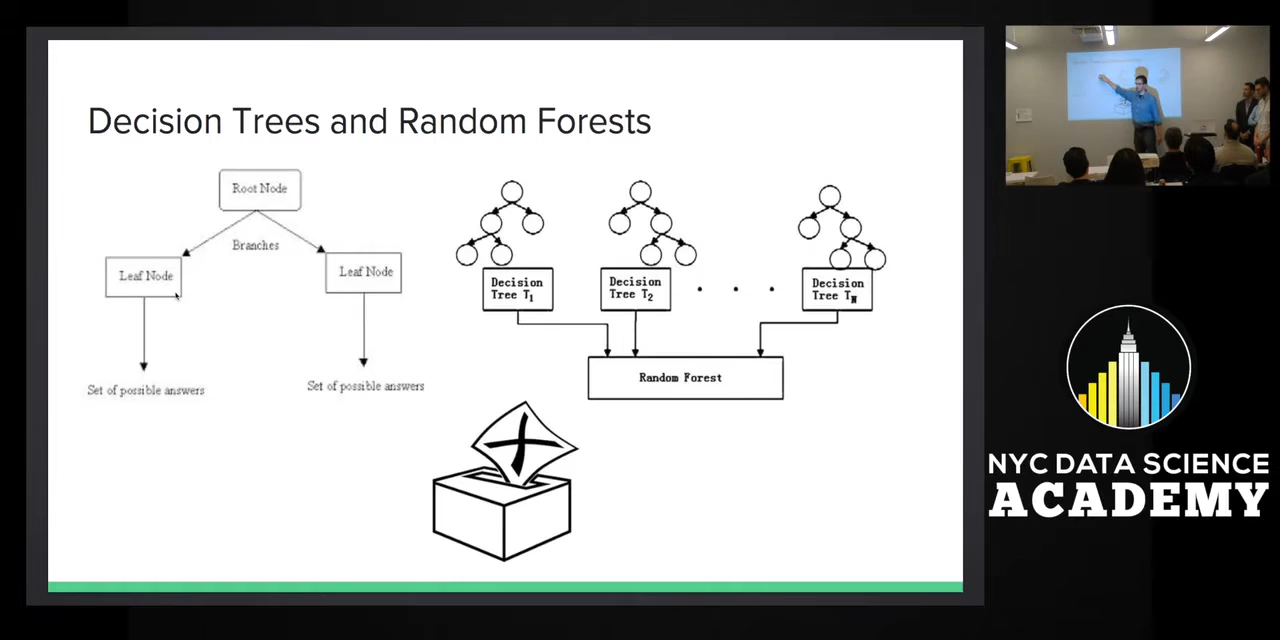 Decision Trees and Random Forests
Root Node
Branches
Leaf Node
Leaf Node
Set of possible answers
Set of possible answers
Decision
Tree T1
Decision
Tree T2
Decision
Tree TN
Random Forest
NYC DATA SCIENCE
ACADEMY